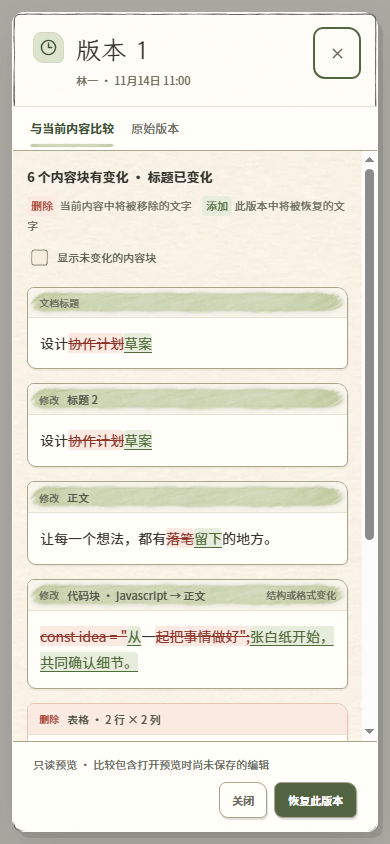 版本 1
林一 · 11月14日 11:00
与当前内容比较 原始版本
6 个内容块有变化 · 标题已变化
删除 当前内容中将被移除的文字 添加 此版本中将被恢复的文
字
显示未变化的内容块
文档标题
设计协作计划草案
修改 标题 2
设计协作计划草案
修改 正文
让每一个想法，都有落笔留下的地方。
修改 代码块 · javascript → 正文 结构或格式变化
const idea = "从一起把事情做好";张白纸开始，
共同确认细节。
删除 表格 · 2 行 × 2 列
只读预览 · 比较包含打开预览时尚未保存的编辑
关闭 恢复此版本